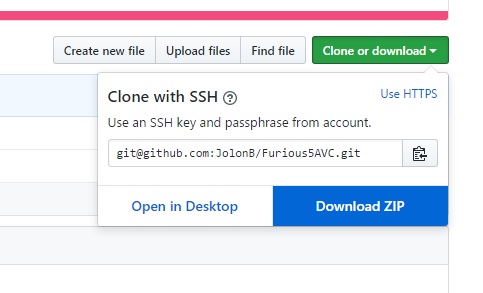 Create new file Upload files Find file Clone or download
Clone with SSH Use HTTPS
Use an SSH key and passphrase from account.
git@github.com:JolonB/Furious5AVC.git
Open in Desktop Download ZIP